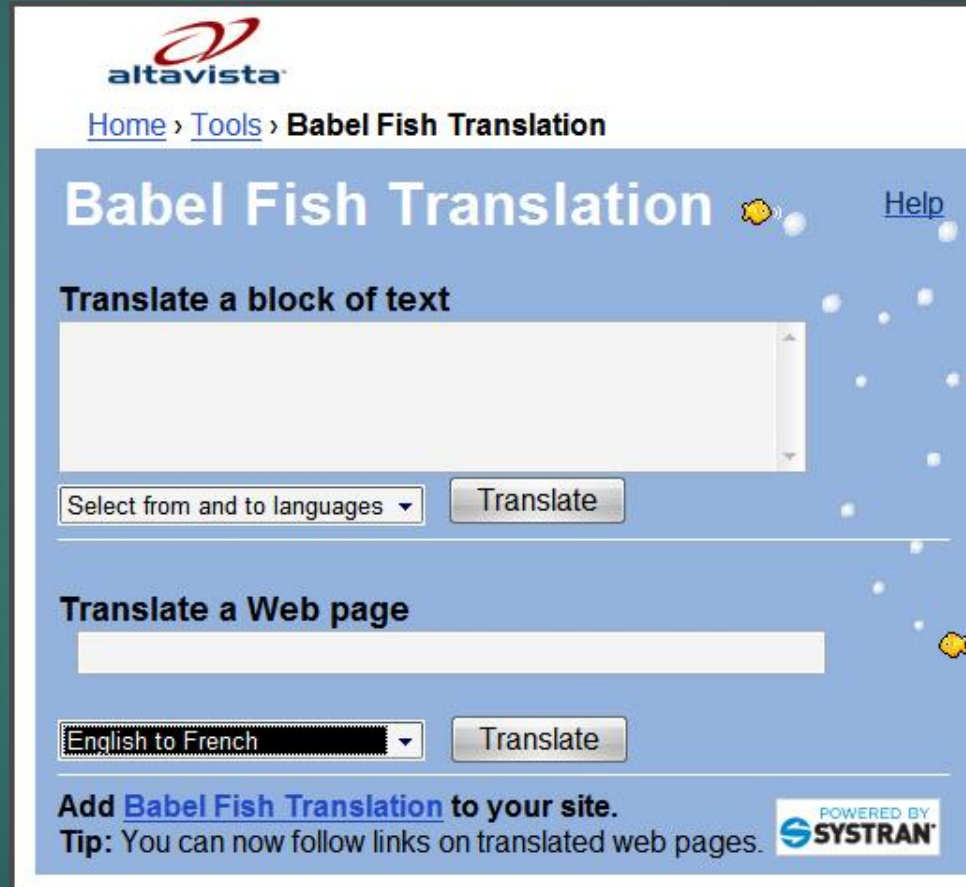 altavista
Home › Tools › Babel Fish Translation
Babel Fish Translation
Help
Translate a block of text
Select from and to languages
Translate
Translate a Web page
English to French
Translate
Add Babel Fish Translation to your site.
Tip: You can now follow links on translated web pages.
POWERED BY
SYSTRAN